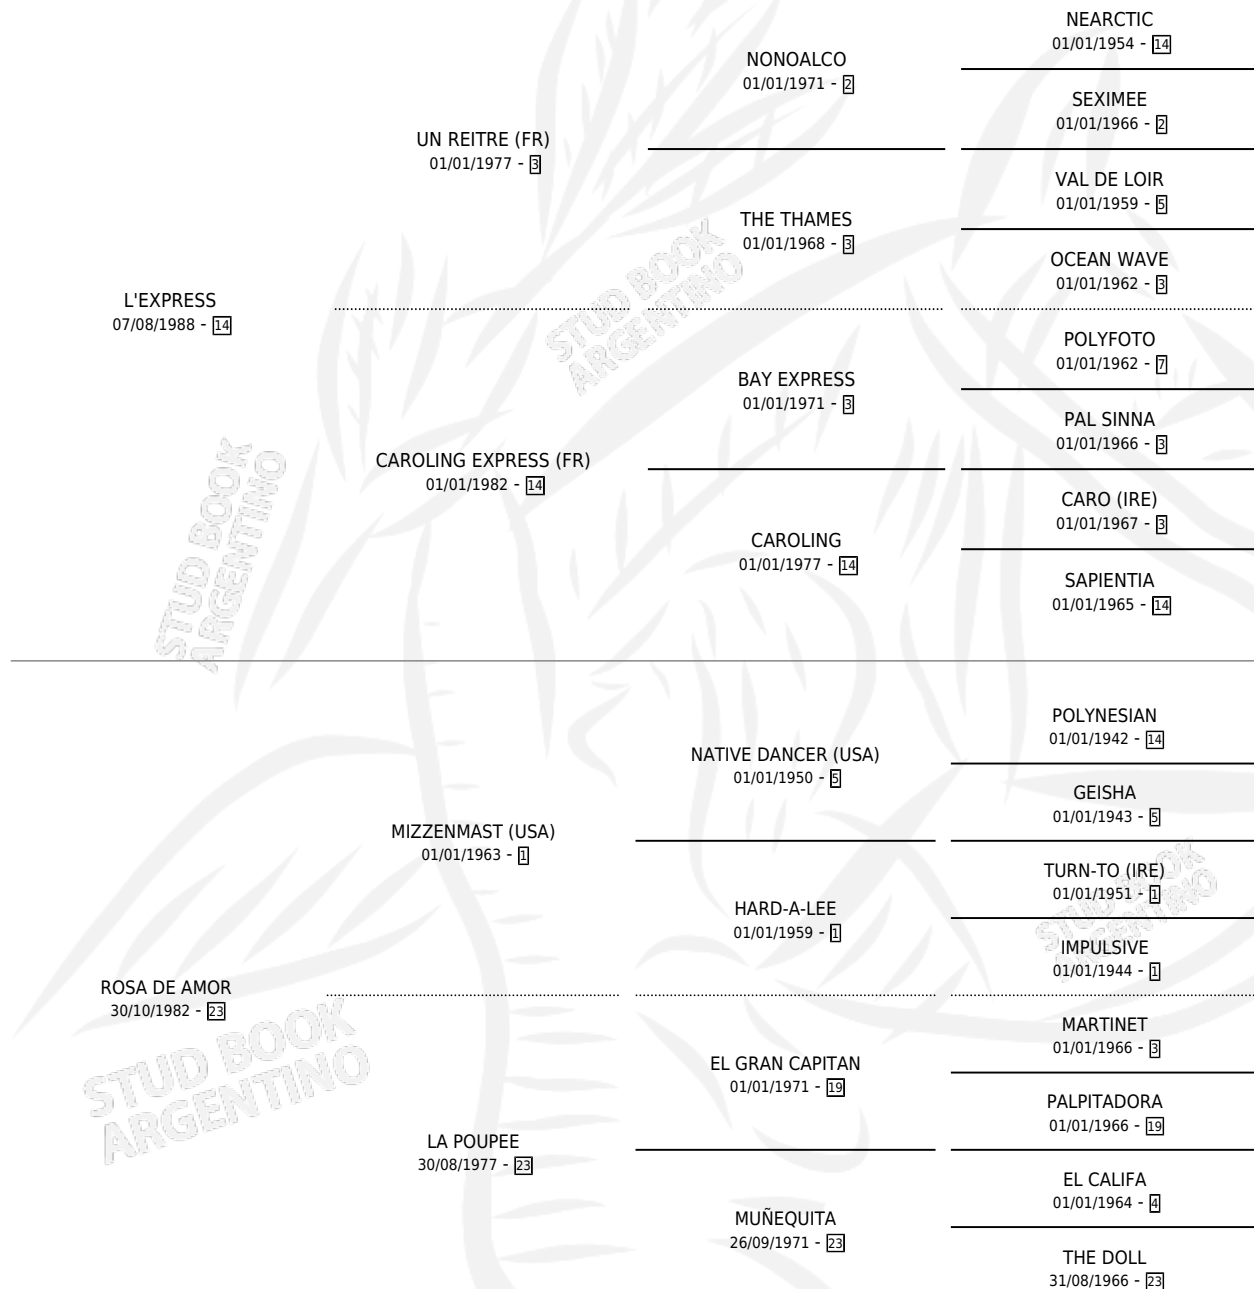 NEARCTIC
01/01/1954 - 14
NONOALCO
01/01/1971 - 2
SEXIMEE
01/01/1966 - 2
UN REITRE (FR)
01/01/1977 - 3
VAL DE LOIR
01/01/1959 - 5
THE THAMES
01/01/1968 - 3
OCEAN WAVE
01/01/1962 - 3
L'EXPRESS
07/08/1988 - 14
POLYFOTO
01/01/1962 - 7
BAY EXPRESS
01/01/1971 - 3
PAL SINNA
01/01/1966 - 3
CAROLING EXPRESS (FR)
01/01/1982 - 14
CARO (IRE)
01/01/1967 - 3
CAROLING
01/01/1977 - 14
SAPIENTIA
01/01/1965 - 14
POLYNESIAN
01/01/1942 - 14
NATIVE DANCER (USA)
01/01/1950 - 5
GEISHA
01/01/1943 - 5
MIZZENMAST (USA)
01/01/1963 - 1
TURN-TO (IRE)
01/01/1951 - 1
HARD-A-LEE
01/01/1959 - 1
IMPULSIVE
01/01/1944 - 1
ROSA DE AMOR
30/10/1982 - 23
MARTINET
01/01/1966 - 3
EL GRAN CAPITAN
01/01/1971 - 19
PALPITADORA
01/01/1966 - 19
LA POUPEE
30/08/1977 - 23
EL CALIFA
01/01/1964 - 4
MUÑEQUITA
26/09/1971 - 23
THE DOLL
31/08/1966 - 23
STUD BOOK
ARGENTINO
STUD BOOK
ARGENTINO
STUD BOOK
ARGENTINO
STUD BOOK
ARGENTINO